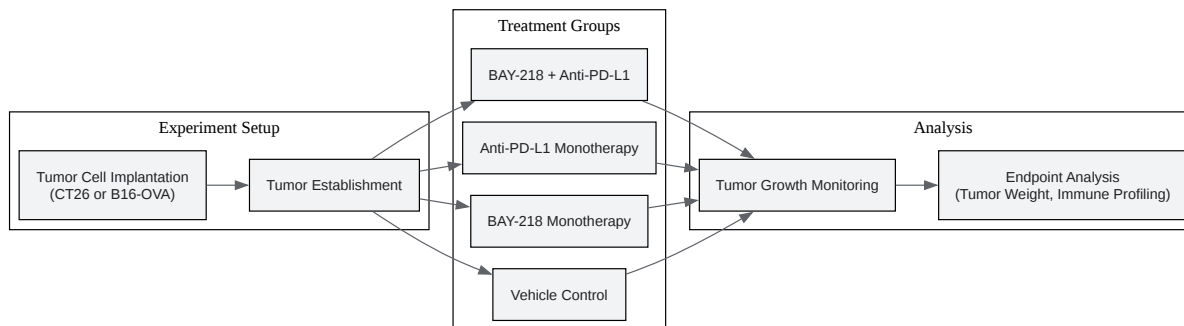 Experiment Setup
Tumor Cell Implantation
(CT26 or B16-OVA)
Tumor Establishment
Treatment Groups
BAY-218 + Anti-PD-L1
Anti-PD-L1 Monotherapy
BAY-218 Monotherapy
Vehicle Control
Analysis
Tumor Growth Monitoring
Endpoint Analysis
(Tumor Weight, Immune Profiling)